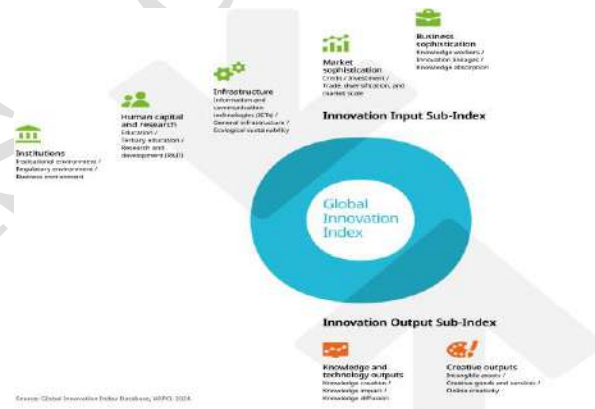 Business
sophistication
Knowledge workers /
Innovation linkages /
Knowledge absorption
Market
sophistication
Credit / Investment /
Trade, diversification, and
market scale
Infrastructure
Information and
communication
technologies (ICTs) /
General infrastructure /
Ecological sustainability
Human capital
and research
Education /
Tertiary education /
Research and
development (R&D)
Institutions
Institutional environment /
Regulatory environment /
Business environment
Innovation Input Sub-Index
Global
Innovation
Index
Innovation Output Sub-Index
Knowledge and
technology outputs
Knowledge creation /
Knowledge impact /
Knowledge diffusion
Creative outputs
Intangible assets /
Creative goods and services /
Online creativity
Source: Global Innovation Index Database, WIPO, 2024.